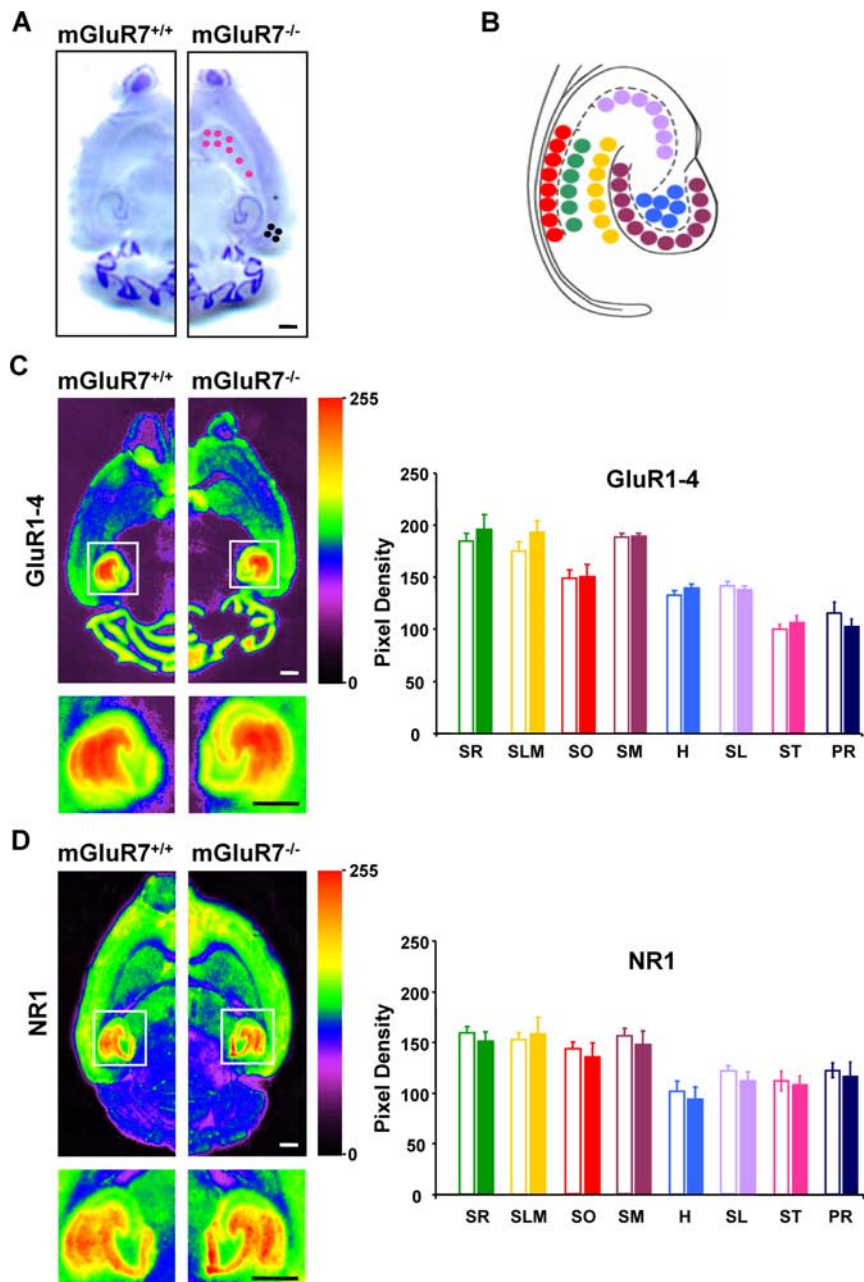 A
mGluR7+/+ mGluR7-/-
B
C
mGluR7+/+ mGluR7-/-
GluR1-4
255
0
GluR1-4
Pixel Density
250
200
150
100
50
0
SR SLM SO SM H SL ST PR
D
mGluR7+/+ mGluR7-/-
NR1
255
0
NR1
Pixel Density
250
200
150
100
50
0
SR SLM SO SM H SL ST PR